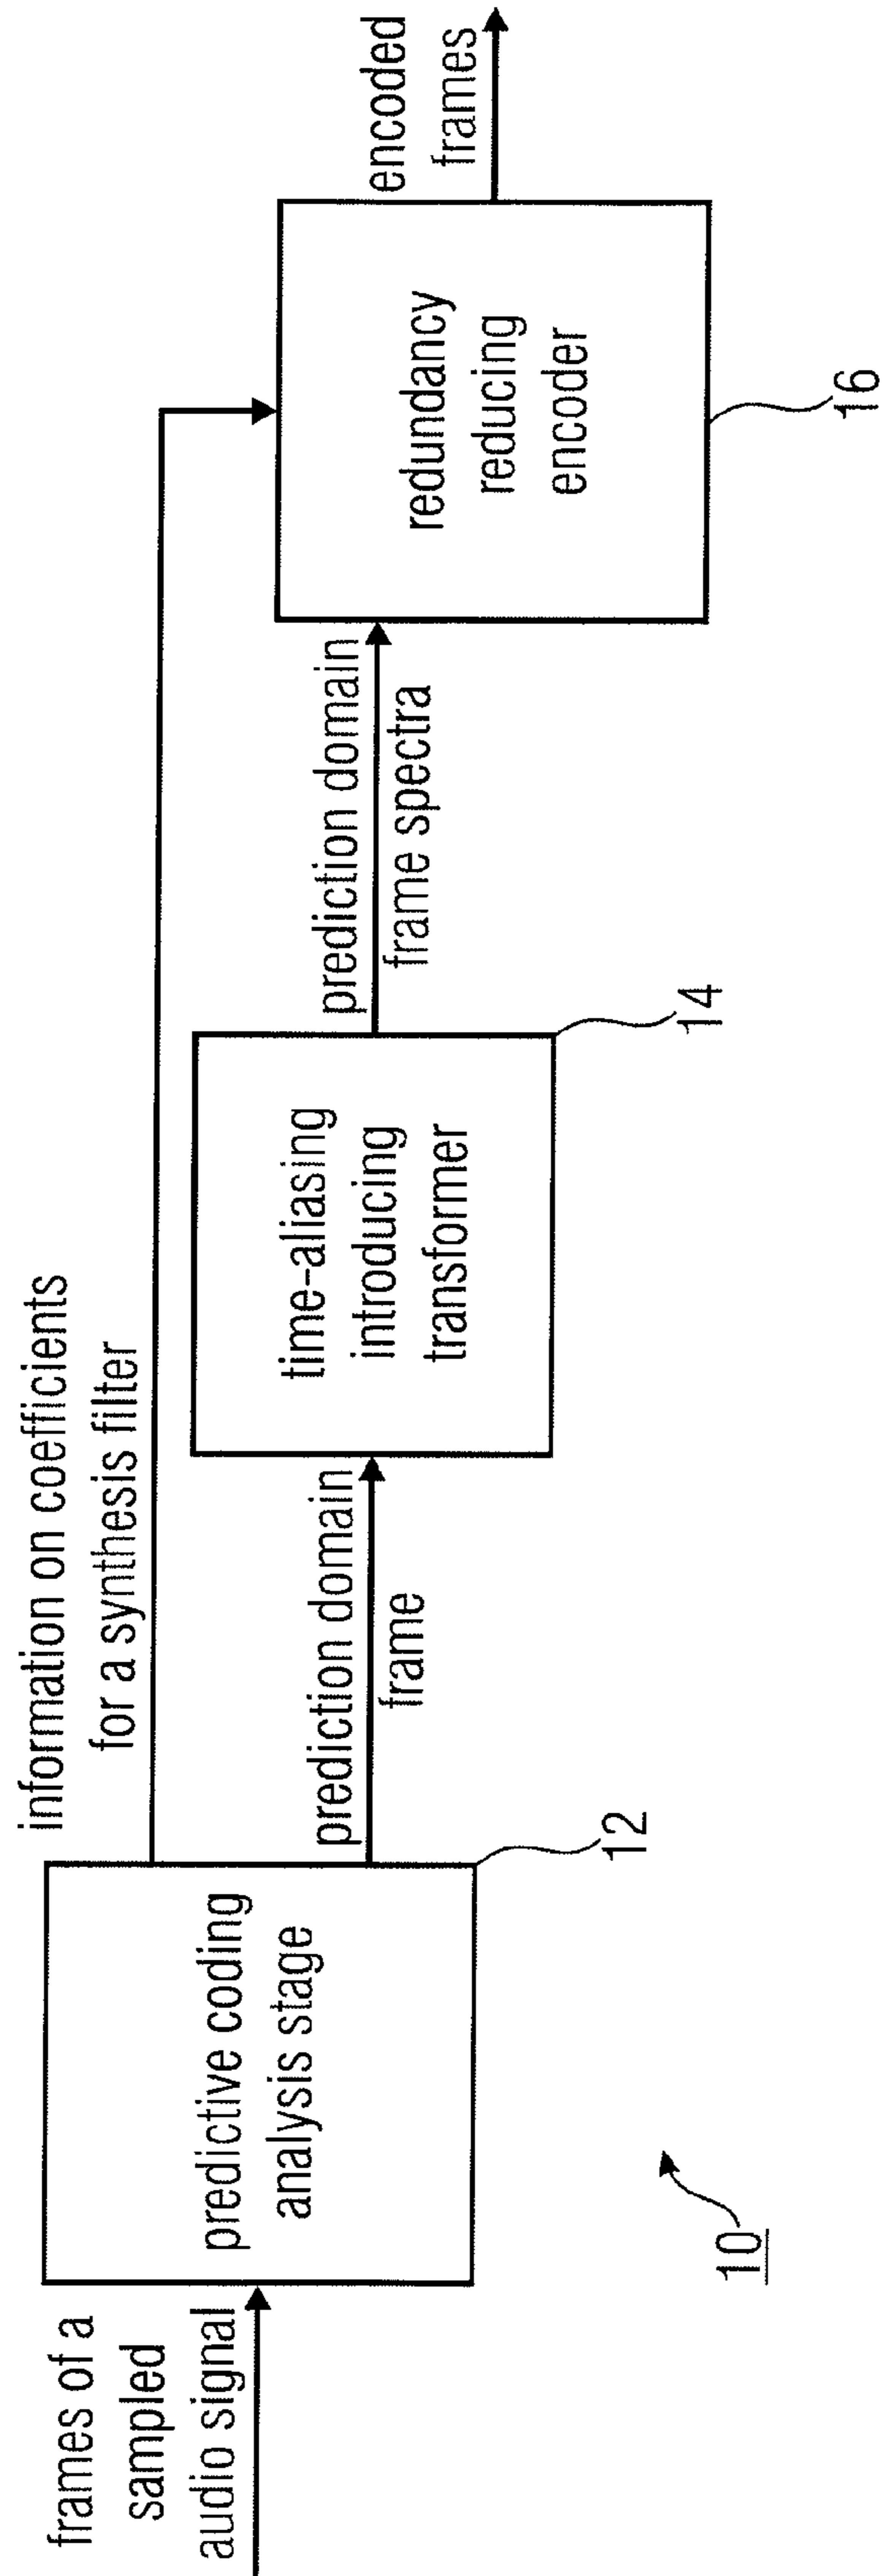 frames of a
sampled
audio signal
predictive coding
analysis stage
12
information on coefficients
for a synthesis filter
prediction domain
frame
time-aliasing
introducing
transformer
14
prediction domain
frame spectra
redundancy
reducing
encoder
16
encoded
frames
10